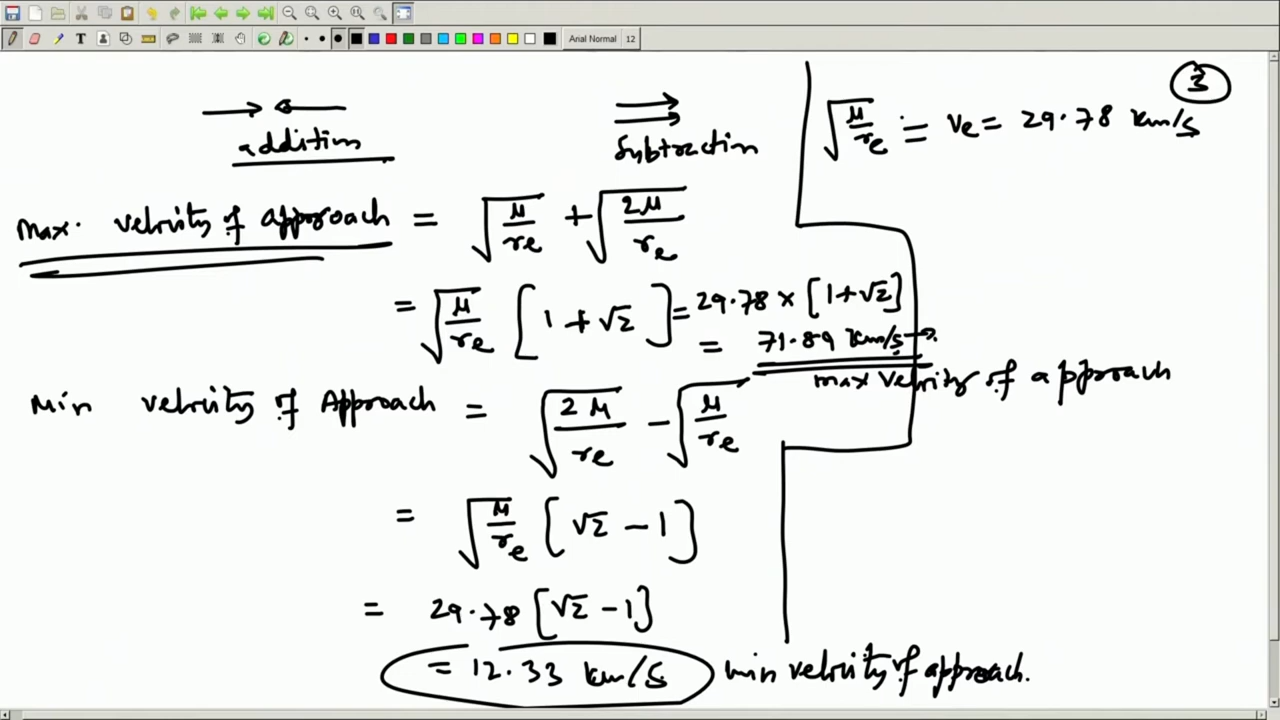 Arial Normal 12
3
addition
subtraction
√(μ/re) = ve = 29.78 km/s
max. velocity of approach = √(μ/re) + √(2μ/re)
= √(μ/re) [1+√2] = 29.78 × [1+√2]
= 71.89 km/s →
max velocity of approach
Min velocity of Approach = √(2μ/re) − √(μ/re)
= √(μ/re) [√2 − 1]
= 29.78 [√2 − 1]
= 12.33 km/s min velocity of approach.